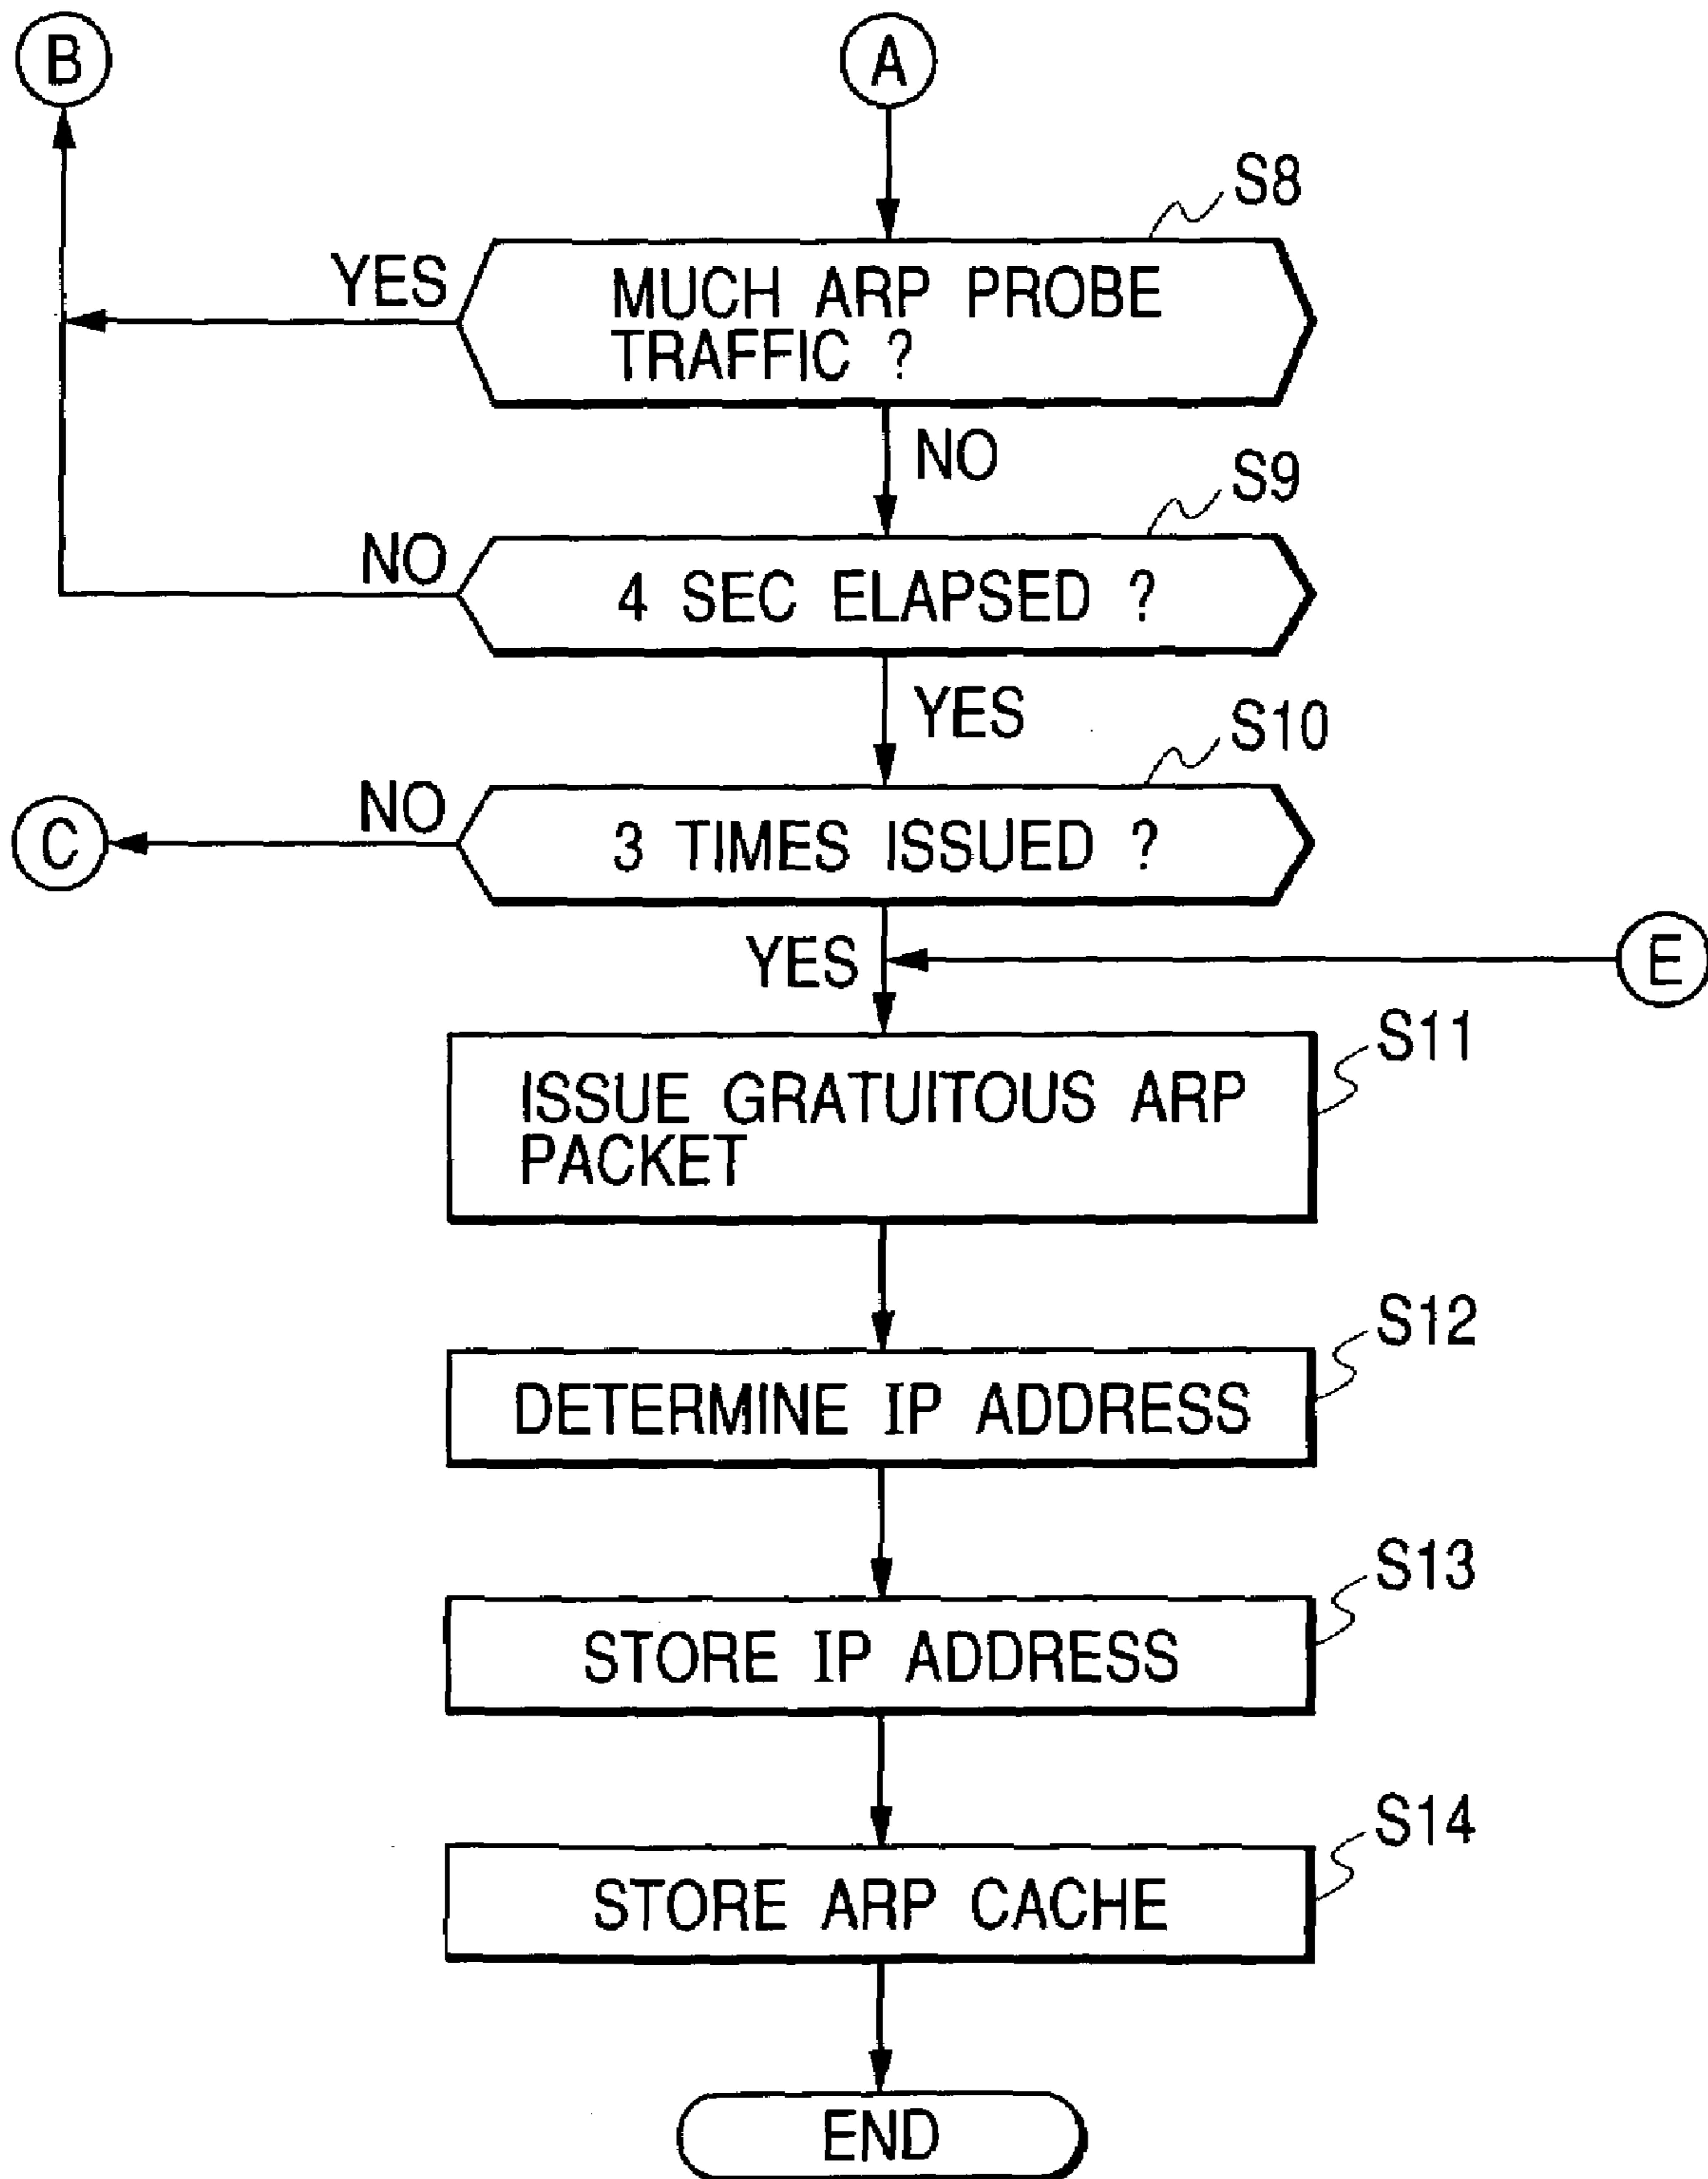 B
A
S8
YES
MUCH ARP PROBE
TRAFFIC ?
NO
S9
NO
4 SEC ELAPSED ?
YES
S10
NO
C
3 TIMES ISSUED ?
YES
E
S11
ISSUE GRATUITOUS ARP
PACKET
S12
DETERMINE IP ADDRESS
S13
STORE IP ADDRESS
S14
STORE ARP CACHE
END